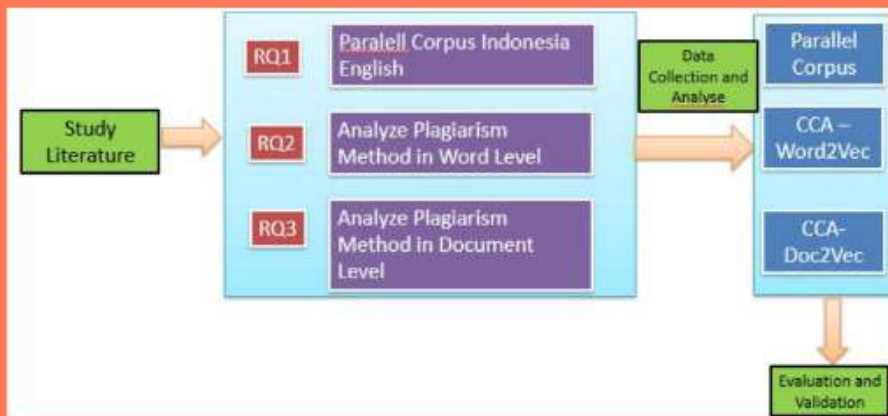 Study
Literature
RQ1
Paralell Corpus Indonesia
English
RQ2
Analyze Plagiarism
Method in Word Level
RQ3
Analyze Plagiarism
Method in Document
Level
Data
Collection and
Analyse
Parallel
Corpus
CCA –
Word2Vec
CCA-
Doc2Vec
Evaluation and
Validation